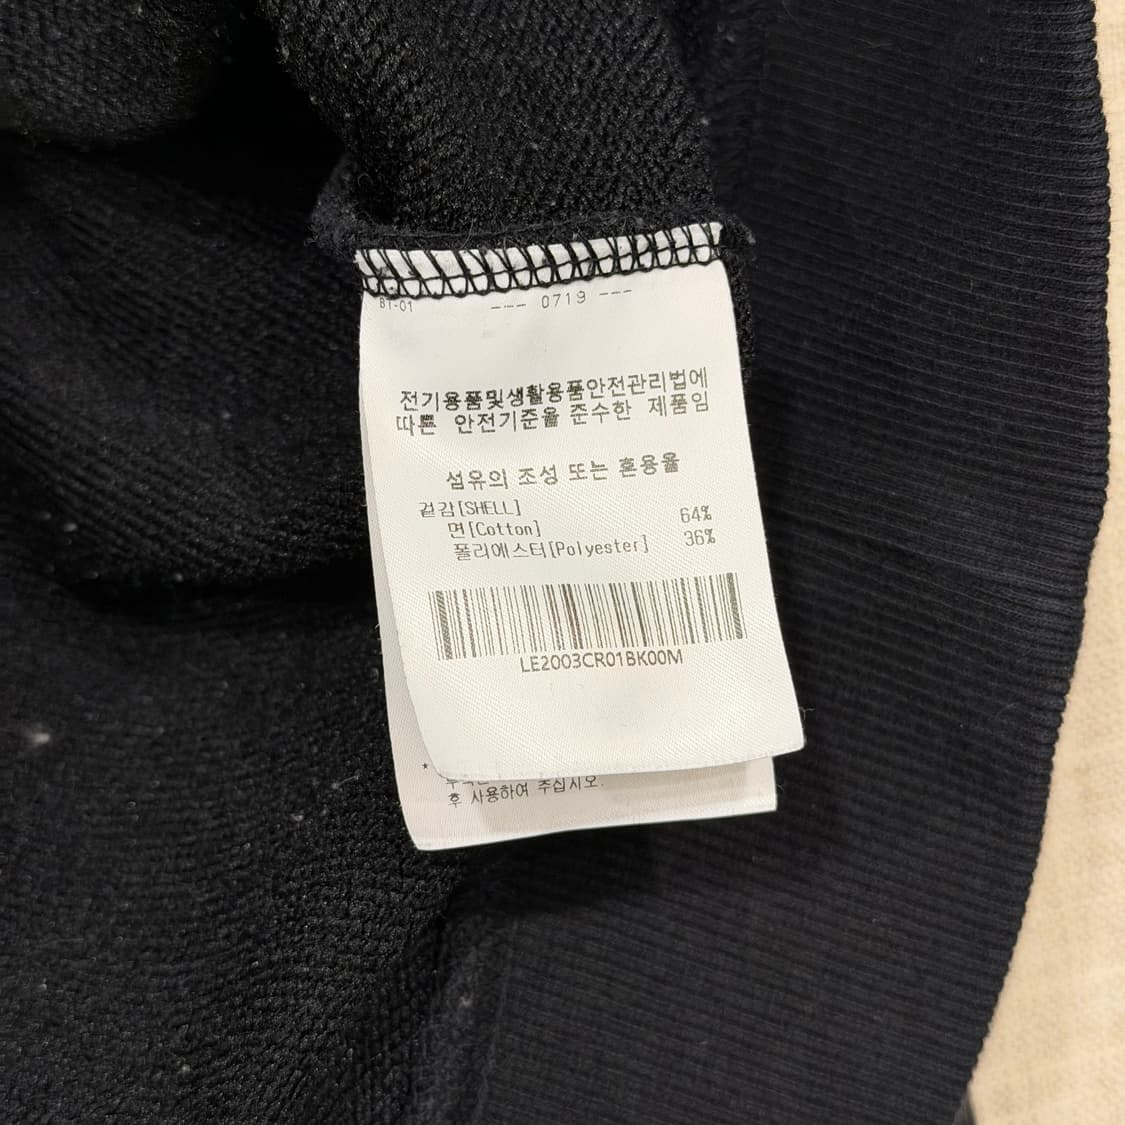 BT-01 --- 0719 ---
전기용품및생활용품안전관리법에
따른 안전기준을 준수한 제품임
섬유의 조성 또는 혼용율
겉감[SHELL]
면[Cotton] 64%
폴리에스터[Polyester] 36%
LE2003CR01BK00M
*
후 사용하여 주십시오.